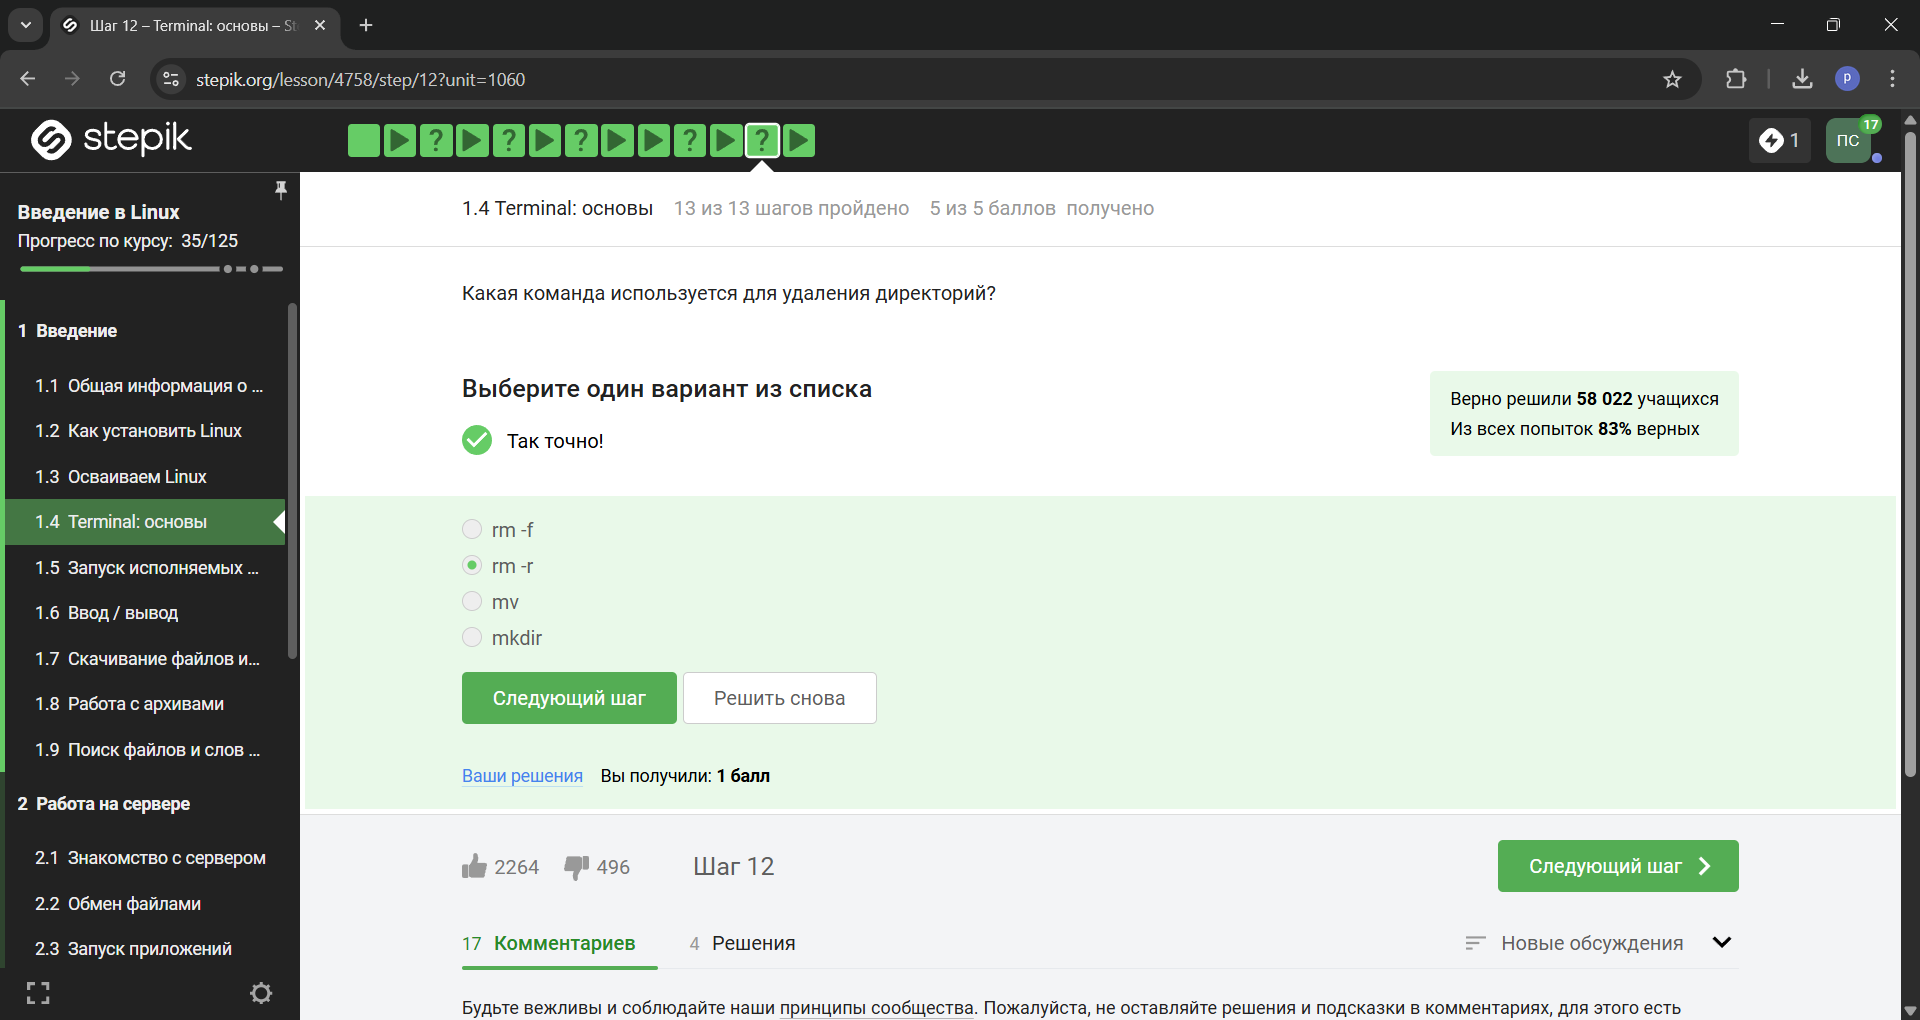 Шаг 12 – Terminal: основы – St
stepik.org/lesson/4758/step/12?unit=1060
P
stepik
? ? ? ? ?
1
ПС
17
Введение в Linux
Прогресс по курсу: 35/125
1 Введение
1.1 Общая информация о ...
1.2 Как установить Linux
1.3 Осваиваем Linux
1.4 Terminal: основы
1.5 Запуск исполняемых ...
1.6 Ввод / вывод
1.7 Скачивание файлов и...
1.8 Работа с архивами
1.9 Поиск файлов и слов ...
2 Работа на сервере
2.1 Знакомство с сервером
2.2 Обмен файлами
2.3 Запуск приложений
1.4 Terminal: основы 13 из 13 шагов пройдено 5 из 5 баллов получено
Какая команда используется для удаления директорий?
Выберите один вариант из списка
Так точно!
Верно решили 58 022 учащихся
Из всех попыток 83% верных
rm -f
rm -r
mv
mkdir
Следующий шаг Решить снова
Ваши решения Вы получили: 1 балл
2264 496 Шаг 12 Следующий шаг
17 Комментариев 4 Решения Новые обсуждения
Будьте вежливы и соблюдайте наши принципы сообщества. Пожалуйста, не оставляйте решения и подсказки в комментариях, для этого есть